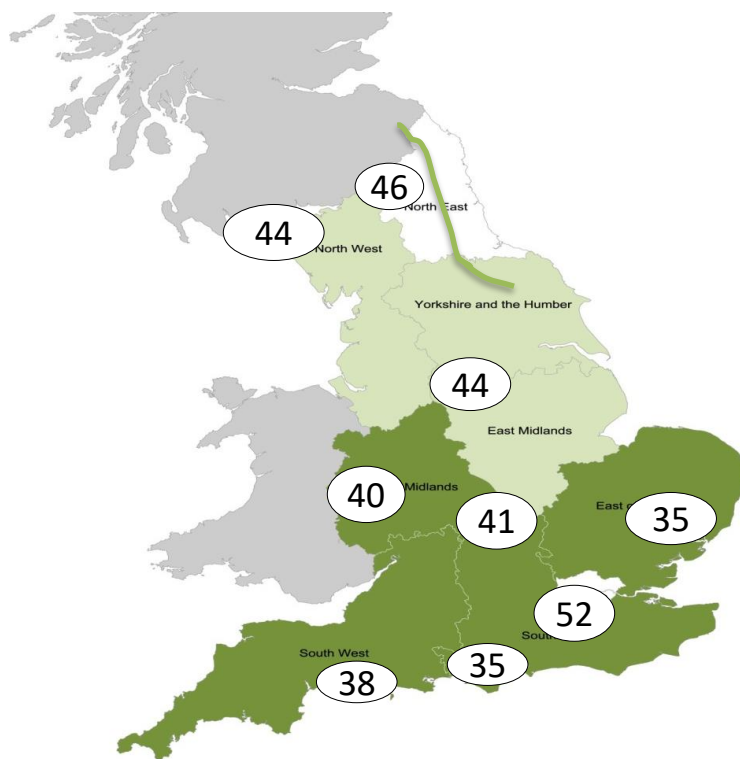 46
North East
44
North West
Yorkshire and the Humber
44
East Midlands
40
Midlands
41
East
35
52
South West
38
35